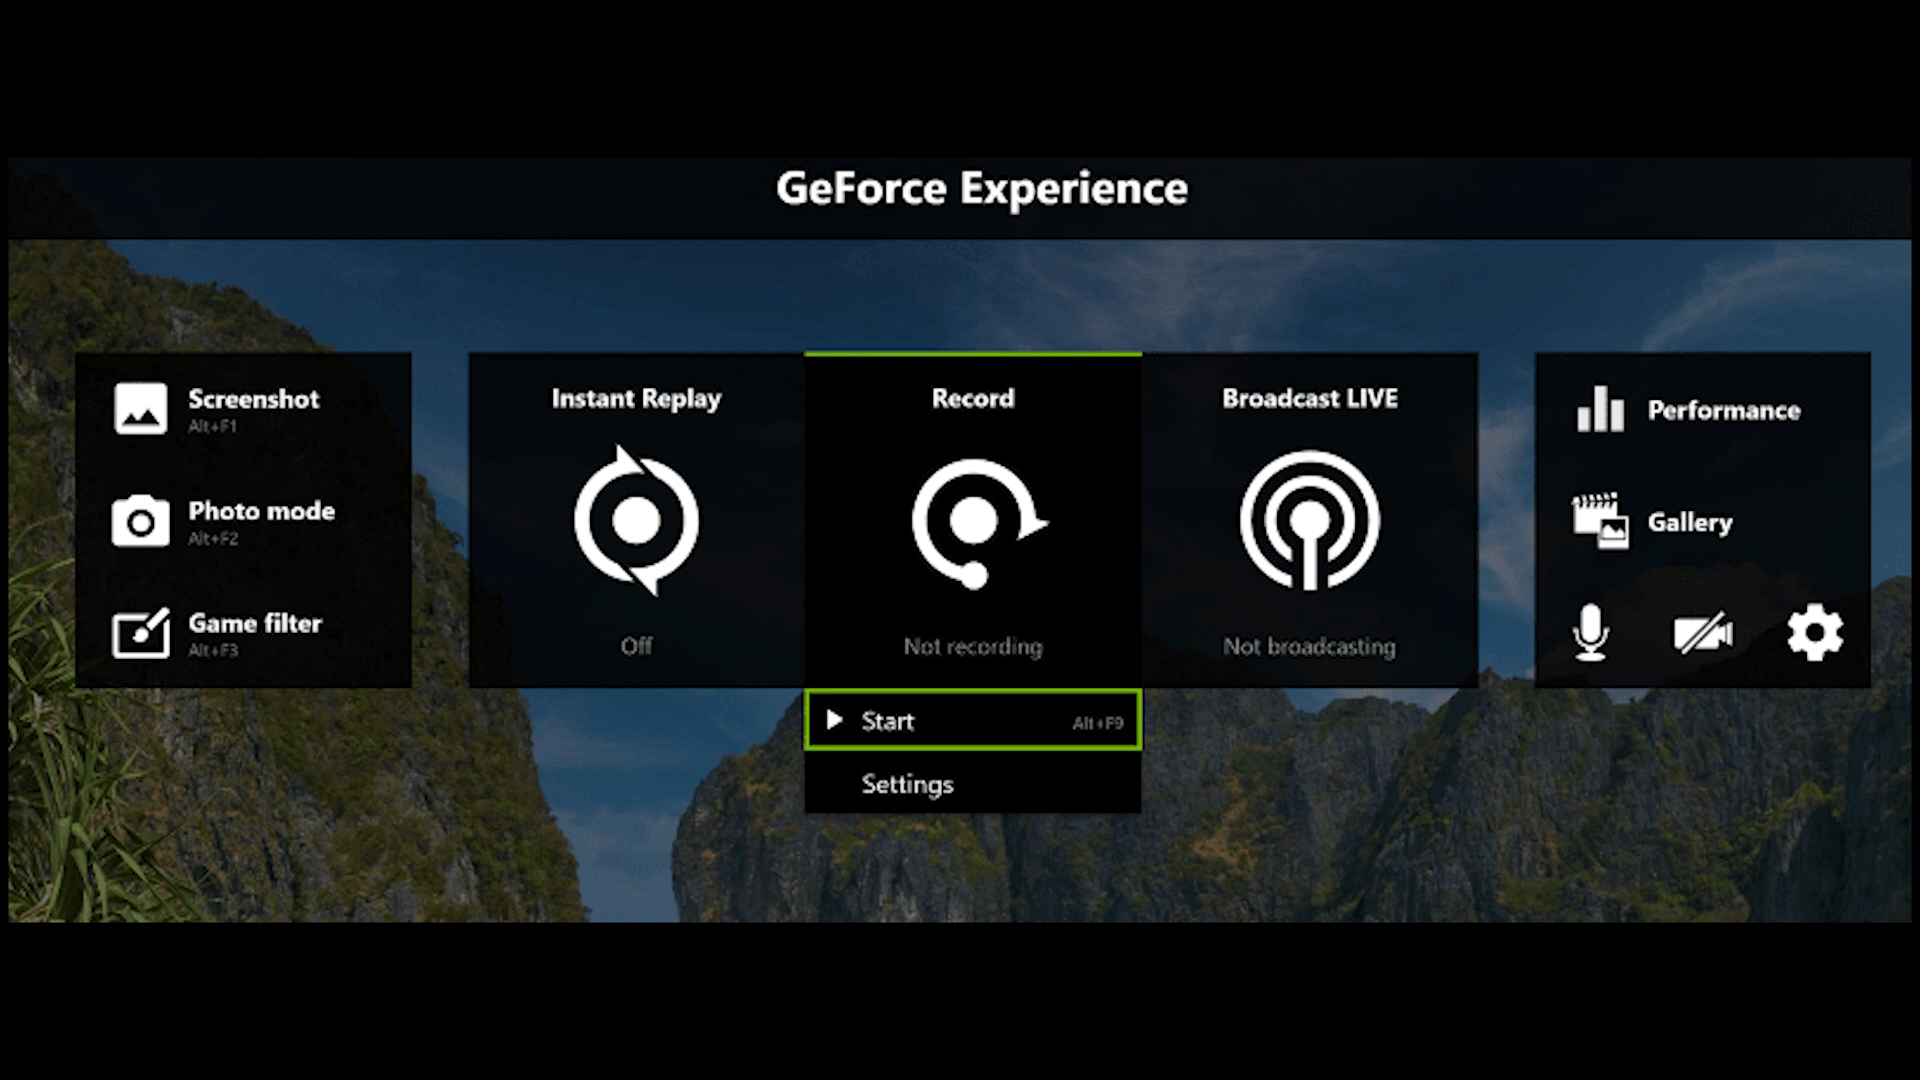 GeForce Experience
Screenshot
Alt+F1
Photo mode
Alt+F2
Game filter
Alt+F3
Instant Replay
Off
Record
Not recording
Start
Alt+F9
Settings
Broadcast LIVE
Not broadcasting
Performance
Gallery